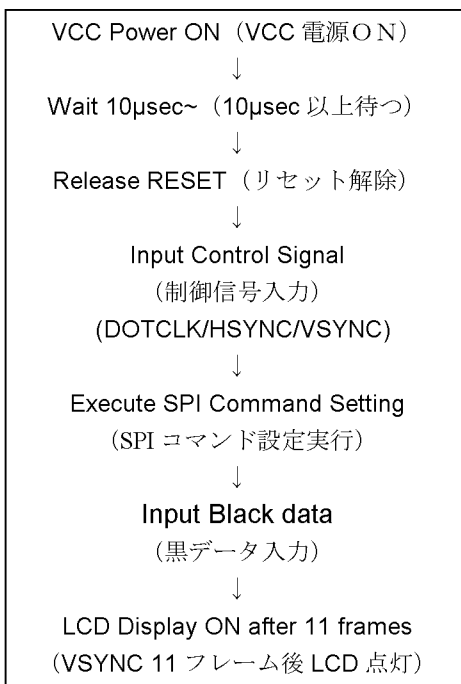 VCC Power ON（VCC 電源ＯＮ）
↓
Wait 10μsec~（10μsec 以上待つ）
↓
Release RESET（リセット解除）
↓
Input Control Signal
（制御信号入力）
(DOTCLK/HSYNC/VSYNC)
↓
Execute SPI Command Setting
（SPI コマンド設定実行）
↓
Input Black data
（黒データ入力）
↓
LCD Display ON after 11 frames
（VSYNC 11 フレーム後 LCD 点灯）